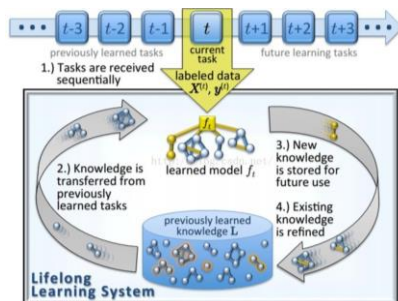 t-3 t-2 t-1 t t+1 t+2 t+3
previously learned tasks
current
task
future learning tasks
1.) Tasks are received
sequentially
labeled data
X(t), y(t)
ft
learned model ft
2.) Knowledge is
transferred from
previously
learned tasks
3.) New
knowledge
is stored for
future use
previously learned
knowledge L
4.) Existing
knowledge
is refined
Lifelong
Learning System